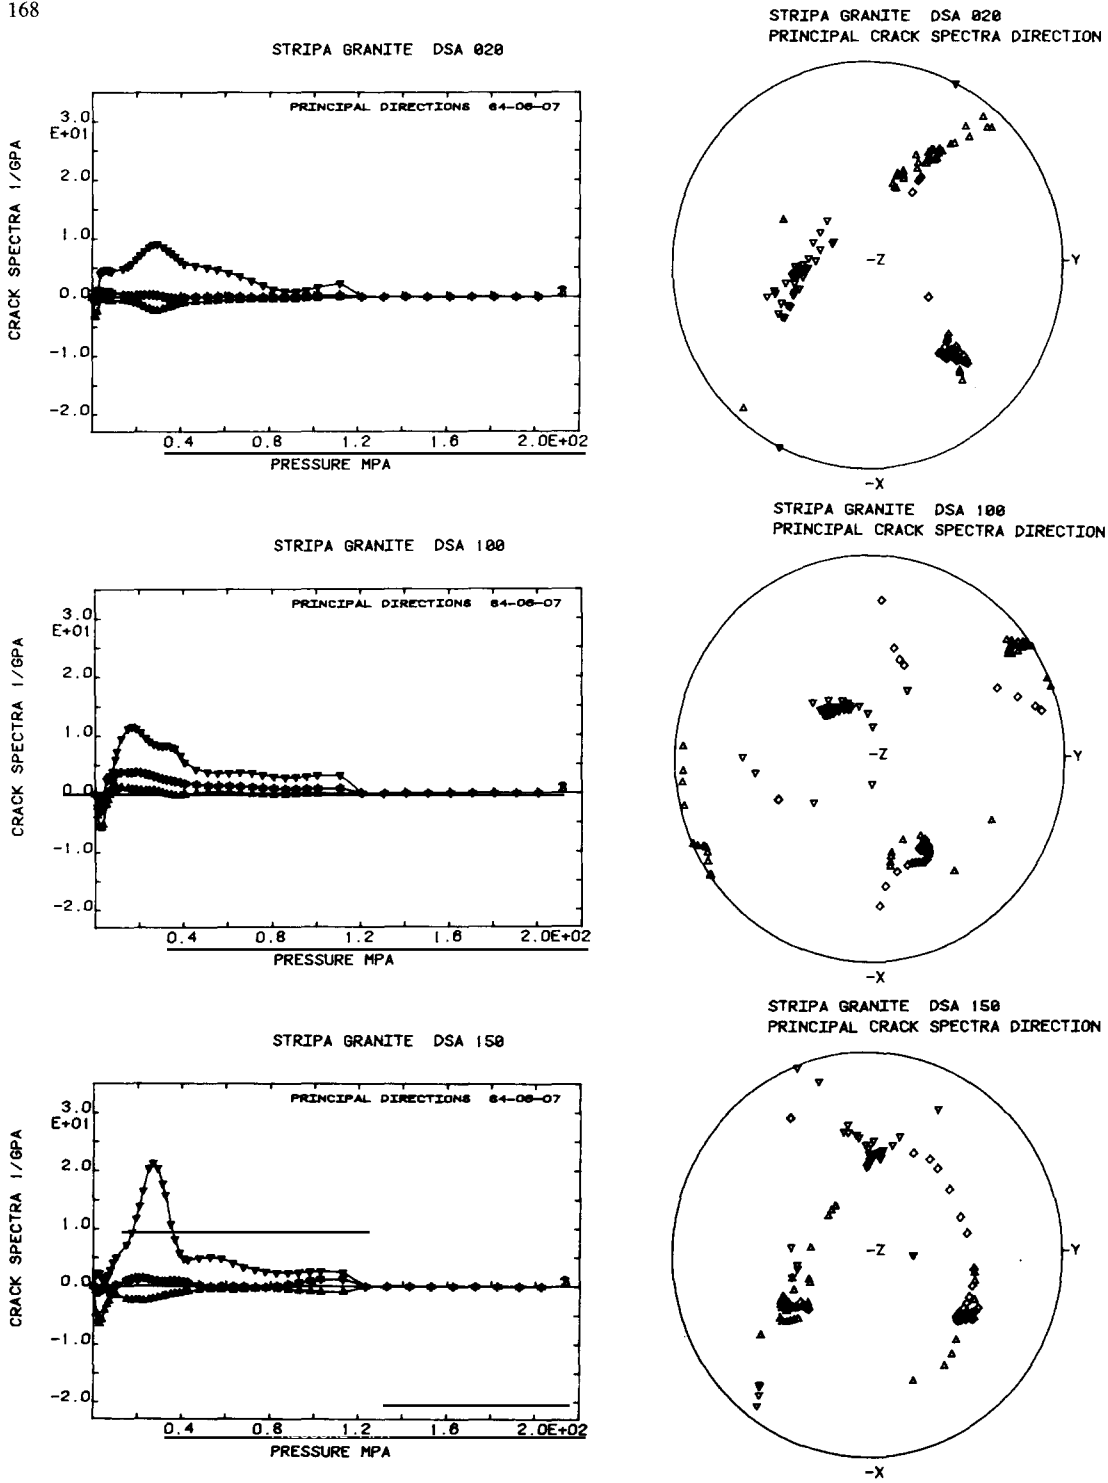 168
STRIPA GRANITE DSA 020
PRINCIPAL DIRECTIONS 84-06-07
CRACK SPECTRA 1/GPA
3.0
E+01
2.0
1.0
0.0
-1.0
-2.0
0.4 0.8 1.2 1.6 2.0E+02
PRESSURE MPA
STRIPA GRANITE DSA 020
PRINCIPAL CRACK SPECTRA DIRECTION
-Z
-Y
-X
STRIPA GRANITE DSA 100
PRINCIPAL DIRECTIONS 84-06-07
CRACK SPECTRA 1/GPA
3.0
E+01
2.0
1.0
0.0
-1.0
-2.0
0.4 0.8 1.2 1.6 2.0E+02
PRESSURE MPA
STRIPA GRANITE DSA 100
PRINCIPAL CRACK SPECTRA DIRECTION
-Z
-Y
-X
STRIPA GRANITE DSA 150
PRINCIPAL DIRECTIONS 84-06-07
CRACK SPECTRA 1/GPA
3.0
E+01
2.0
1.0
0.0
-1.0
-2.0
0.4 0.8 1.2 1.6 2.0E+02
PRESSURE MPA
STRIPA GRANITE DSA 150
PRINCIPAL CRACK SPECTRA DIRECTION
-Z
-Y
-X